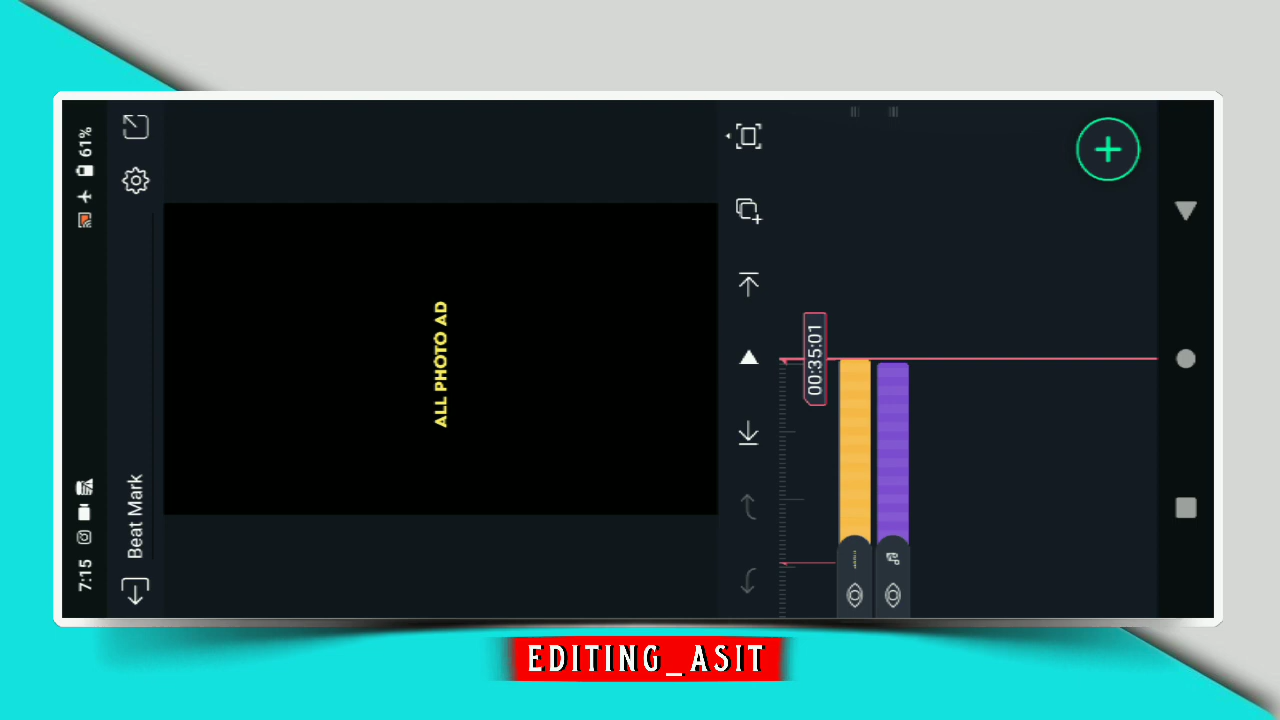 7:15
61%
Beat Mark
ALL PHOTO AD
00:35:01
EDITING_ASIT